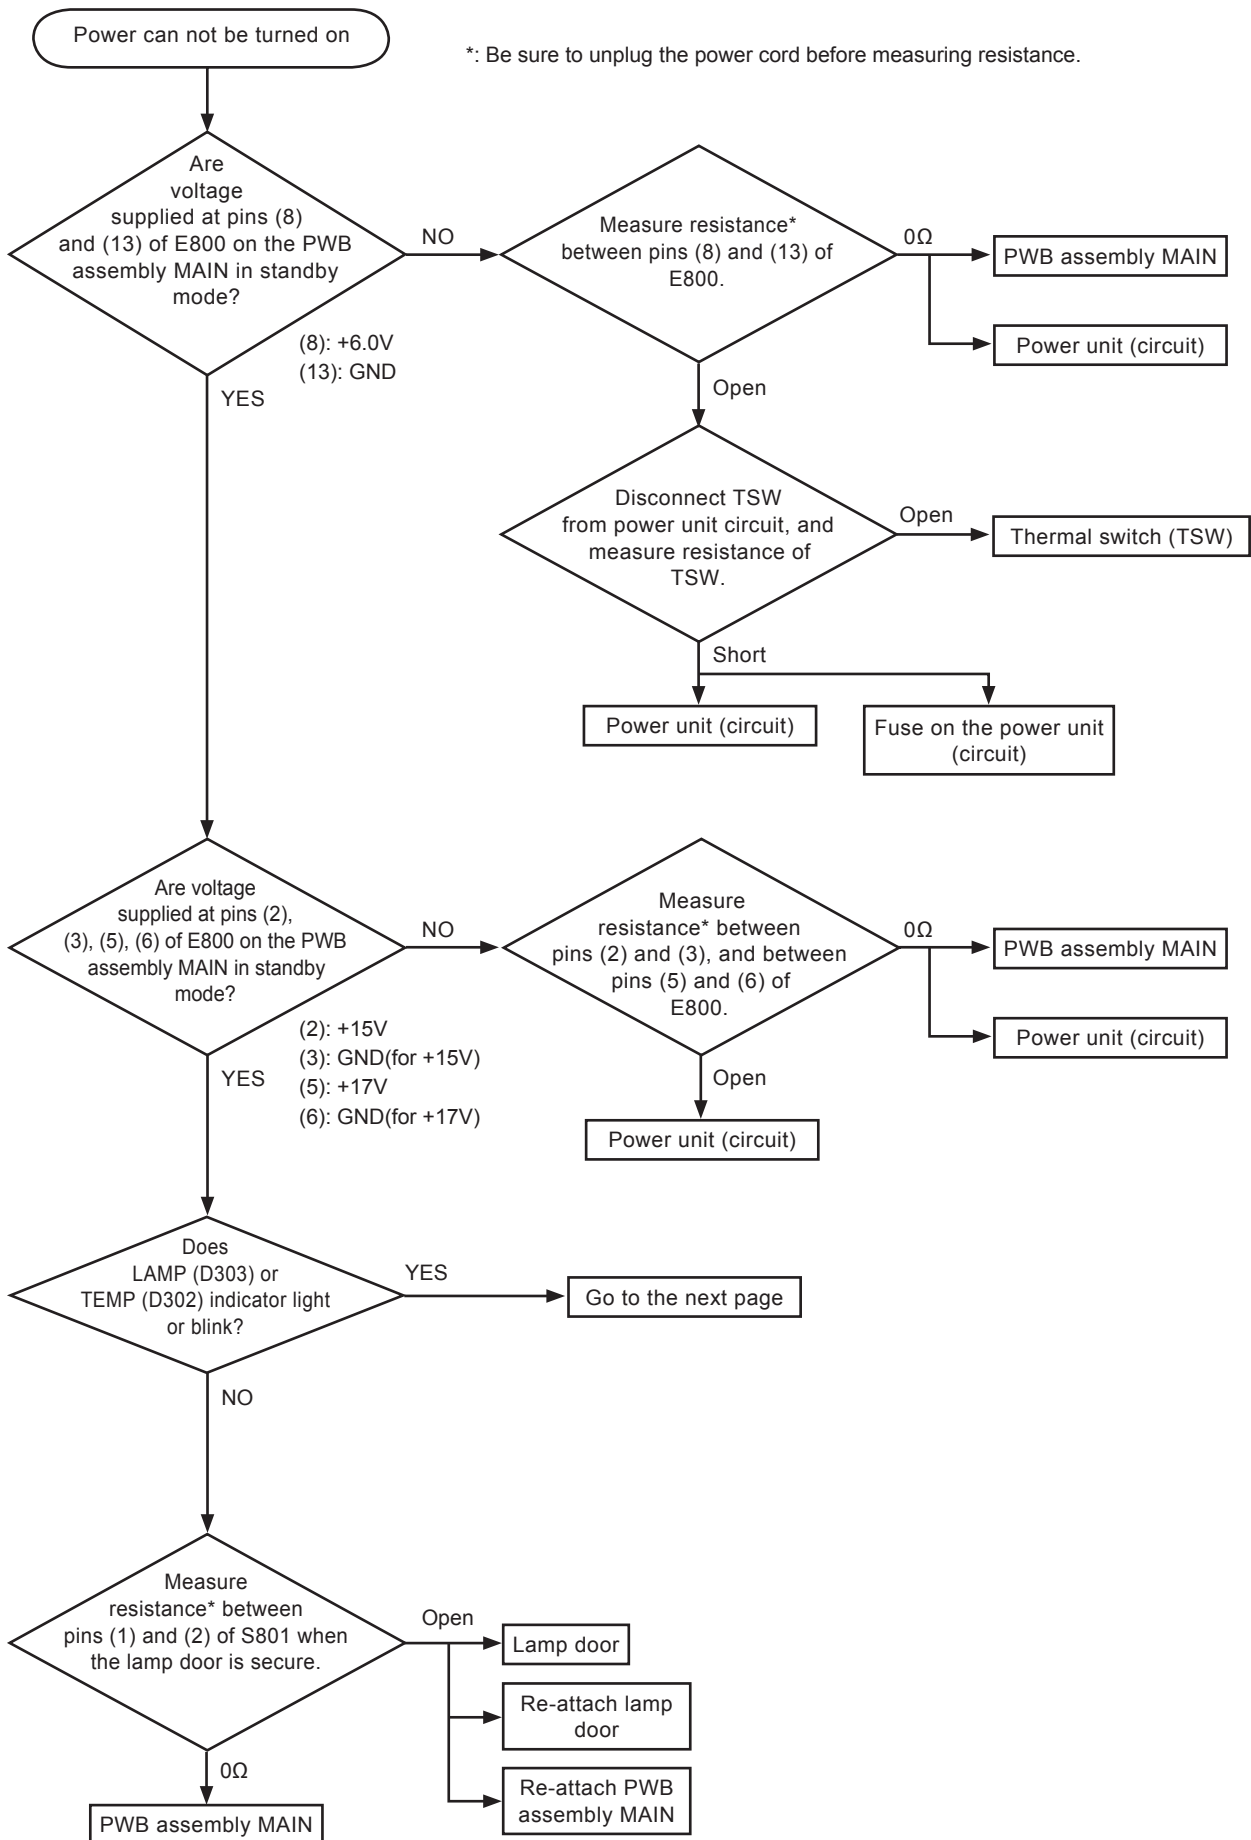 Power can not be turned on
*: Be sure to unplug the power cord before measuring resistance.
Are
voltage
supplied at pins (8)
and (13) of E800 on the PWB
assembly MAIN in standby
mode?
NO
(8): +6.0V
(13): GND
YES
Measure resistance*
between pins (8) and (13) of
E800.
0Ω
PWB assembly MAIN
Power unit (circuit)
Open
Disconnect TSW
from power unit circuit, and
measure resistance of
TSW.
Open
Thermal switch (TSW)
Short
Power unit (circuit)
Fuse on the power unit
(circuit)
Are voltage
supplied at pins (2),
(3), (5), (6) of E800 on the PWB
assembly MAIN in standby
mode?
NO
(2): +15V
(3): GND(for +15V)
(5): +17V
(6): GND(for +17V)
YES
Measure
resistance* between
pins (2) and (3), and between
pins (5) and (6) of
E800.
0Ω
PWB assembly MAIN
Power unit (circuit)
Open
Power unit (circuit)
Does
LAMP (D303) or
TEMP (D302) indicator light
or blink?
YES
Go to the next page
NO
Measure
resistance* between
pins (1) and (2) of S801 when
the lamp door is secure.
Open
Lamp door
Re-attach lamp
door
Re-attach PWB
assembly MAIN
0Ω
PWB assembly MAIN